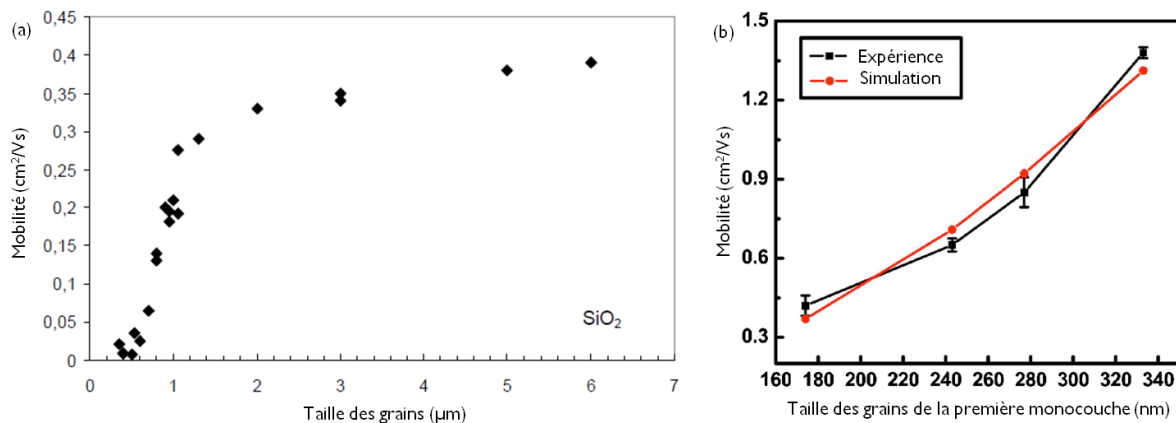 (a)
0,45
0,4
0,35
0,3
0,25
0,2
0,15
0,1
0,05
0
Mobilité (cm²/Vs)
SiO₂
0 1 2 3 4 5 6 7
Taille des grains (µm)
(b)
1.5
1.2
0.9
0.6
0.3
Mobilité (cm²/Vs)
Expérience
Simulation
160 180 200 220 240 260 280 300 320 340
Taille des grains de la première monocouche (nm)